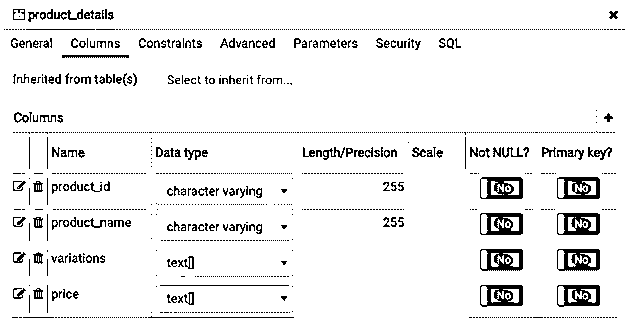 product_details
General Columns Constraints Advanced Parameters Security SQL
Inherited from table(s) Select to inherit from...
Columns
Name Data type Length/Precision Scale Not NULL? Primary key?
product_id character varying 255 No No
product_name character varying 255 No No
variations text[] No No
price text[] No No